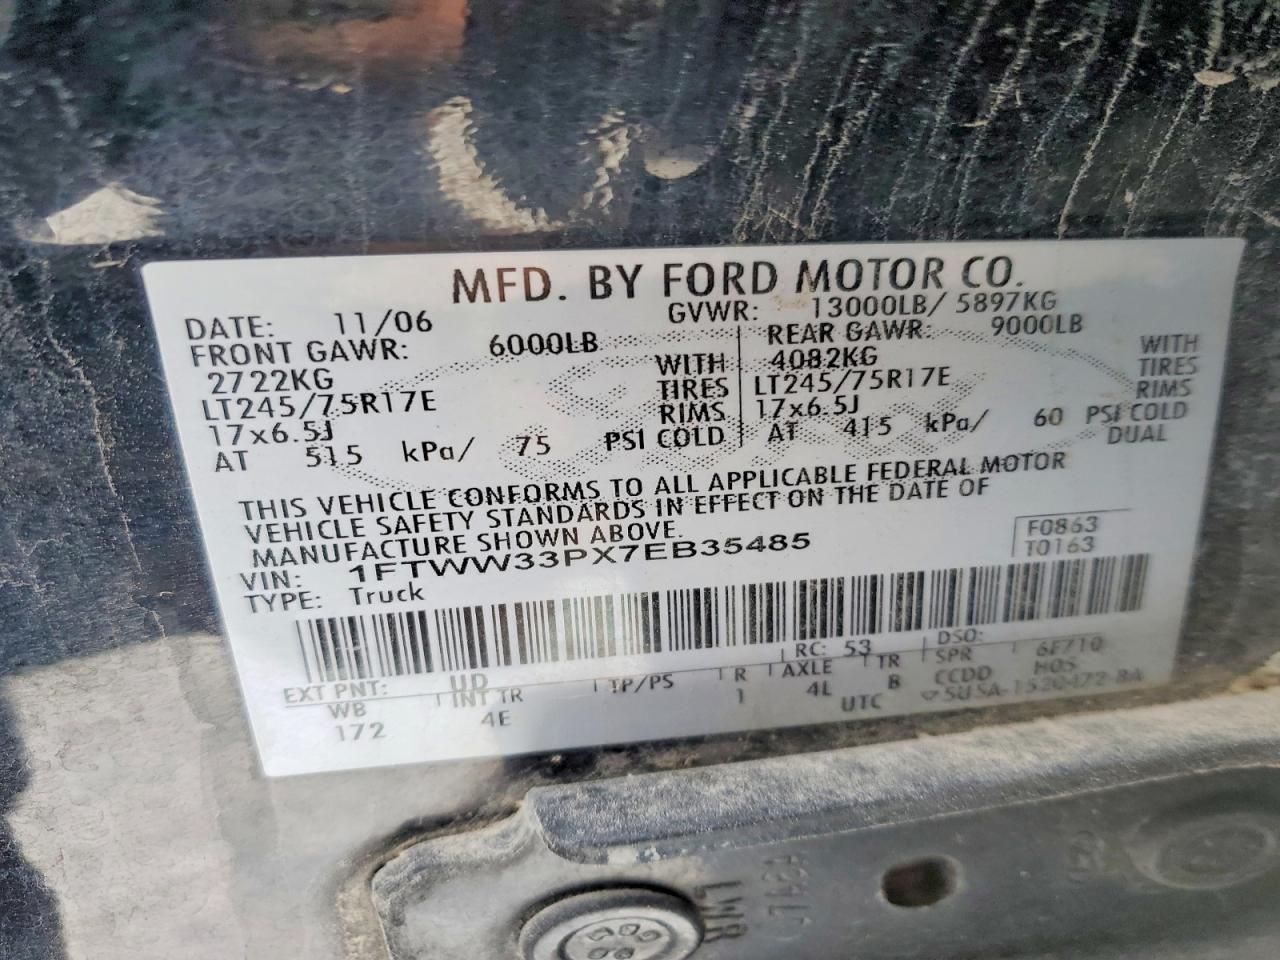 MFD. BY FORD MOTOR CO.
DATE: 11/06 GVWR: 13000LB/ 5897KG
FRONT GAWR: 6000LB REAR GAWR: 9000LB
2722KG WITH 4082KG WITH
LT245/75R17E TIRES LT245/75R17E TIRES
17x6.5J RIMS 17x6.5J RIMS
AT 515 kPa/ 75 PSI COLD AT 415 kPa/ 60 PSI COLD
DUAL
THIS VEHICLE CONFORMS TO ALL APPLICABLE FEDERAL MOTOR
VEHICLE SAFETY STANDARDS IN EFFECT ON THE DATE OF
MANUFACTURE SHOWN ABOVE.
F0863
VIN: 1FTWW33PX7EB35485
T0163
TYPE: Truck
RC: 53 DSO:
EXT PNT: UD 6F710
WB INT TR TP/PS R AXLE TR SPR
172 4E 1 4L B CCDD H05
UTC 5U5A-1520472-BA